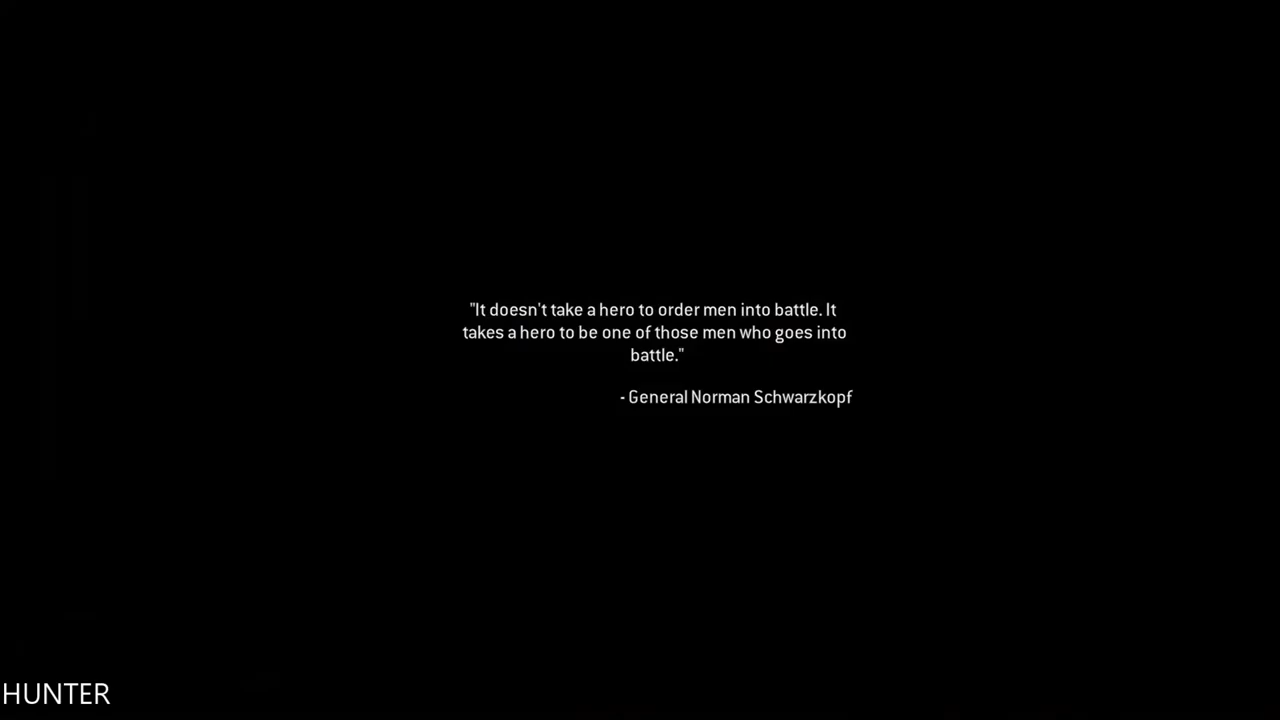 "It doesn't take a hero to order men into battle. It
takes a hero to be one of those men who goes into
battle."
- General Norman Schwarzkopf
HUNTER